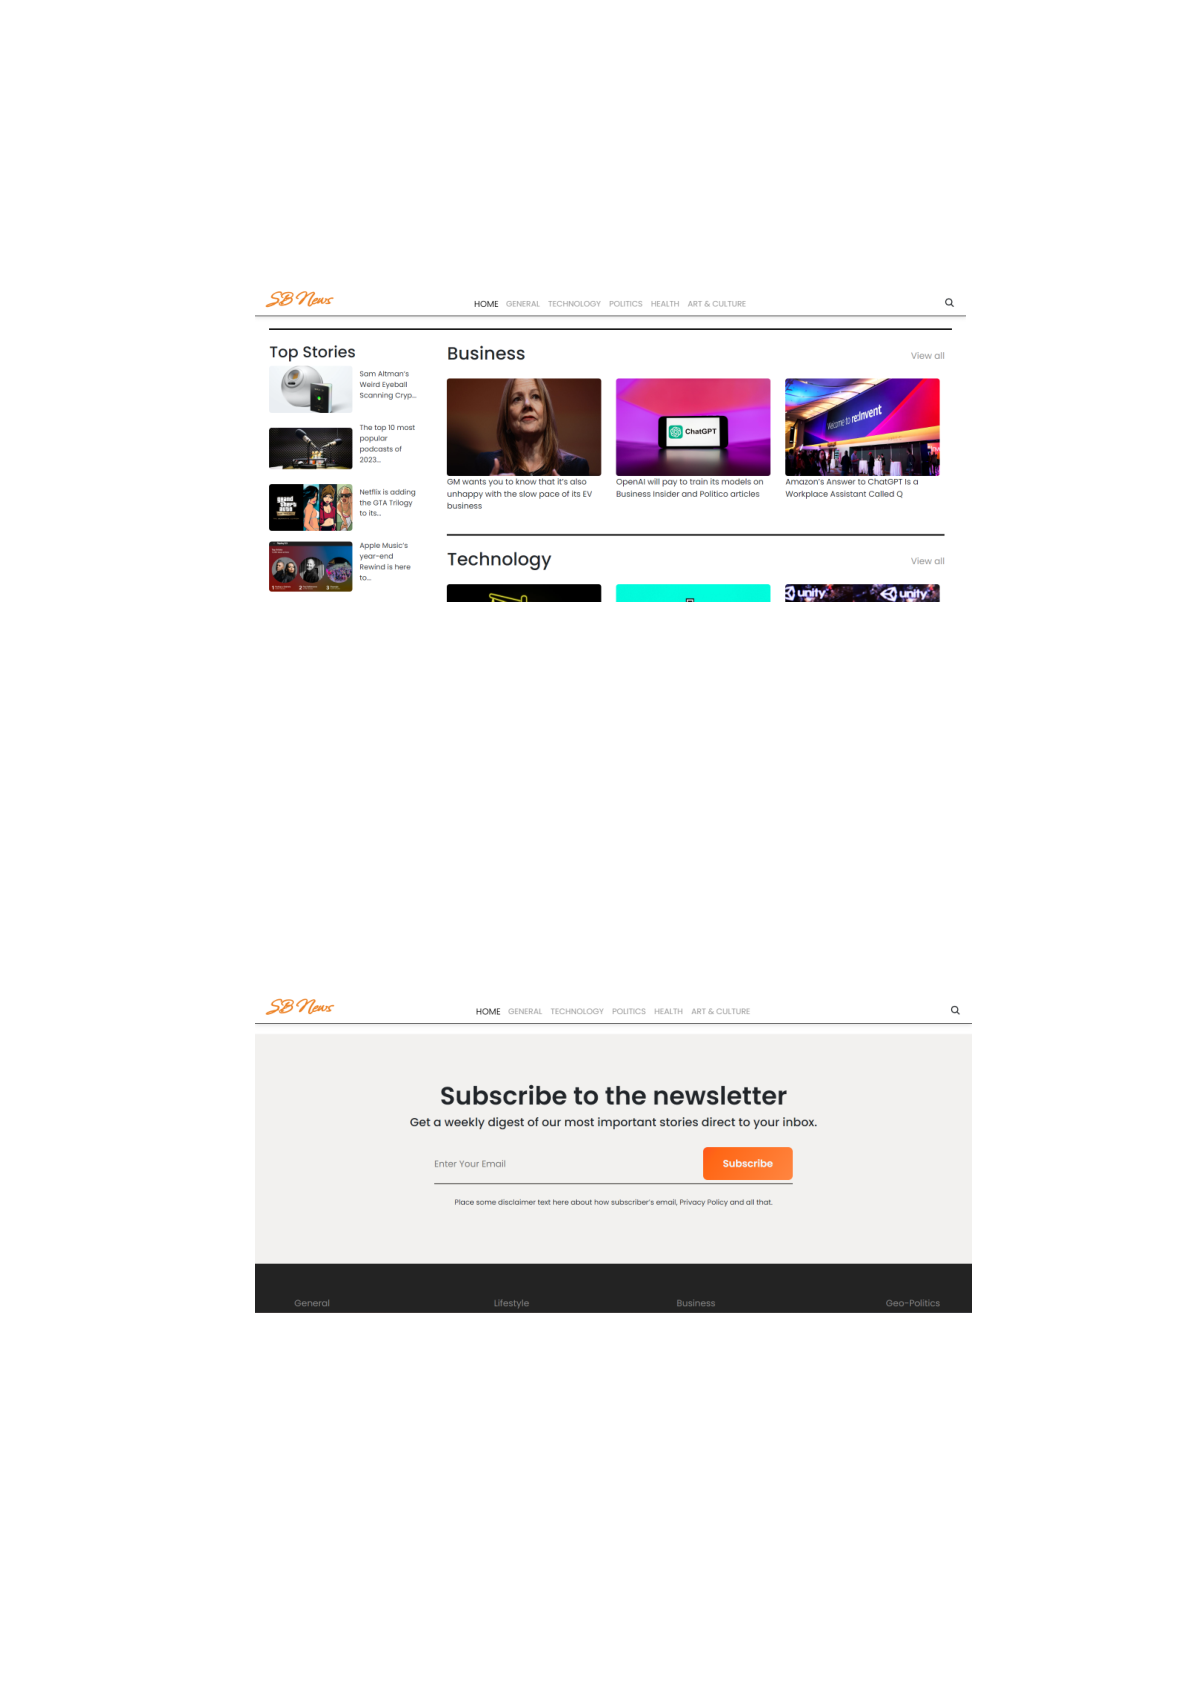 SB News
HOME GENERAL TECHNOLOGY POLITICS HEALTH ART & CULTURE
Top Stories
Sam Altman's
Weird Eyeball
Scanning Cryp...
The top 10 most
popular
podcasts of
2023...
grand
theft
auto
Netflix is adding
the GTA Trilogy
to its...
Apple Music's
year-end
Rewind is here
to...
Business
View all
GM wants you to know that it's also
unhappy with the slow pace of its EV
business
ChatGPT
OpenAI will pay to train its models on
Business Insider and Politico articles
Welcome to re:Invent
Amazon's Answer to ChatGPT Is a
Workplace Assistant Called Q
Technology
View all
unity
unity
SB News
HOME GENERAL TECHNOLOGY POLITICS HEALTH ART & CULTURE
Subscribe to the newsletter
Get a weekly digest of our most important stories direct to your inbox.
Enter Your Email
Subscribe
Place some disclaimer text here about how subscriber's email, Privacy Policy and all that.
General Lifestyle Business Geo-Politics